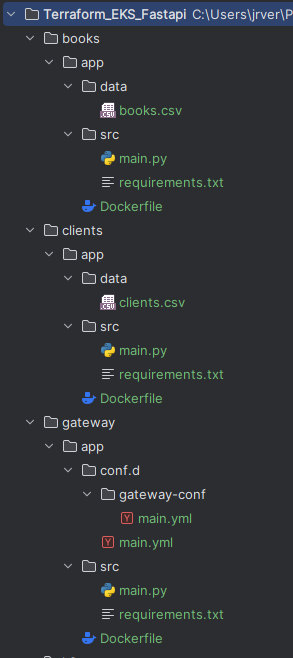 Terraform_EKS_Fastapi C:\Users\jrver\P
books
app
data
books.csv
src
main.py
requirements.txt
Dockerfile
clients
app
data
clients.csv
src
main.py
requirements.txt
Dockerfile
gateway
app
conf.d
gateway-conf
main.yml
main.yml
src
main.py
requirements.txt
Dockerfile